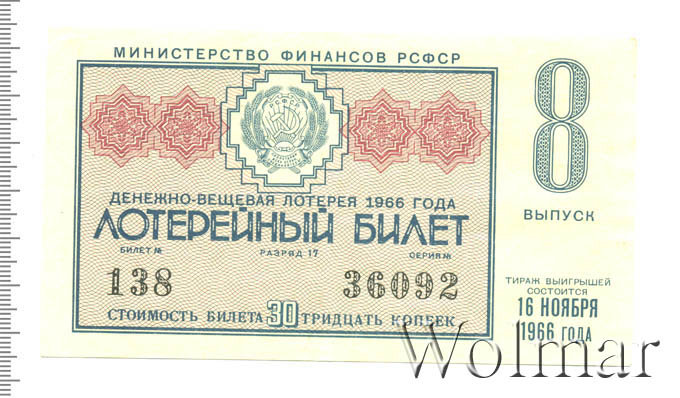 МИНИСТЕРСТВО ФИНАНСОВ РСФСР
РСФСР
ДЕНЕЖНО-ВЕЩЕВАЯ ЛОТЕРЕЯ 1966 ГОДА
ЛОТЕРЕЙНЫЙ БИЛЕТ
БИЛЕТ № РАЗРЯД 17 СЕРИЯ №
138 36092
СТОИМОСТЬ БИЛЕТА 30 ТРИДЦАТЬ КОПЕЕК
8
ВЫПУСК
ТИРАЖ ВЫИГРЫШЕЙ
СОСТОИТСЯ
16 НОЯБРЯ
1966 ГОДА
Wolmar